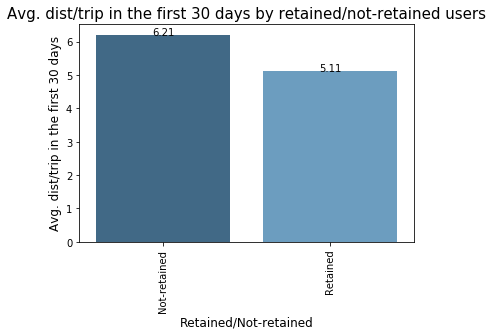 Avg. dist/trip in the first 30 days by retained/not-retained users
Avg. dist/trip in the first 30 days
6
5
4
3
2
1
0
6.21
5.11
Not-retained
Retained
Retained/Not-retained